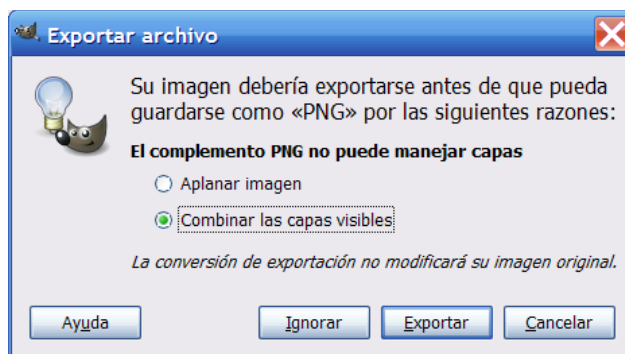 Exportar archivo
Su imagen debería exportarse antes de que pueda
guardarse como «PNG» por las siguientes razones:
El complemento PNG no puede manejar capas
Aplanar imagen
Combinar las capas visibles
La conversión de exportación no modificará su imagen original.
Ayuda Ignorar Exportar Cancelar